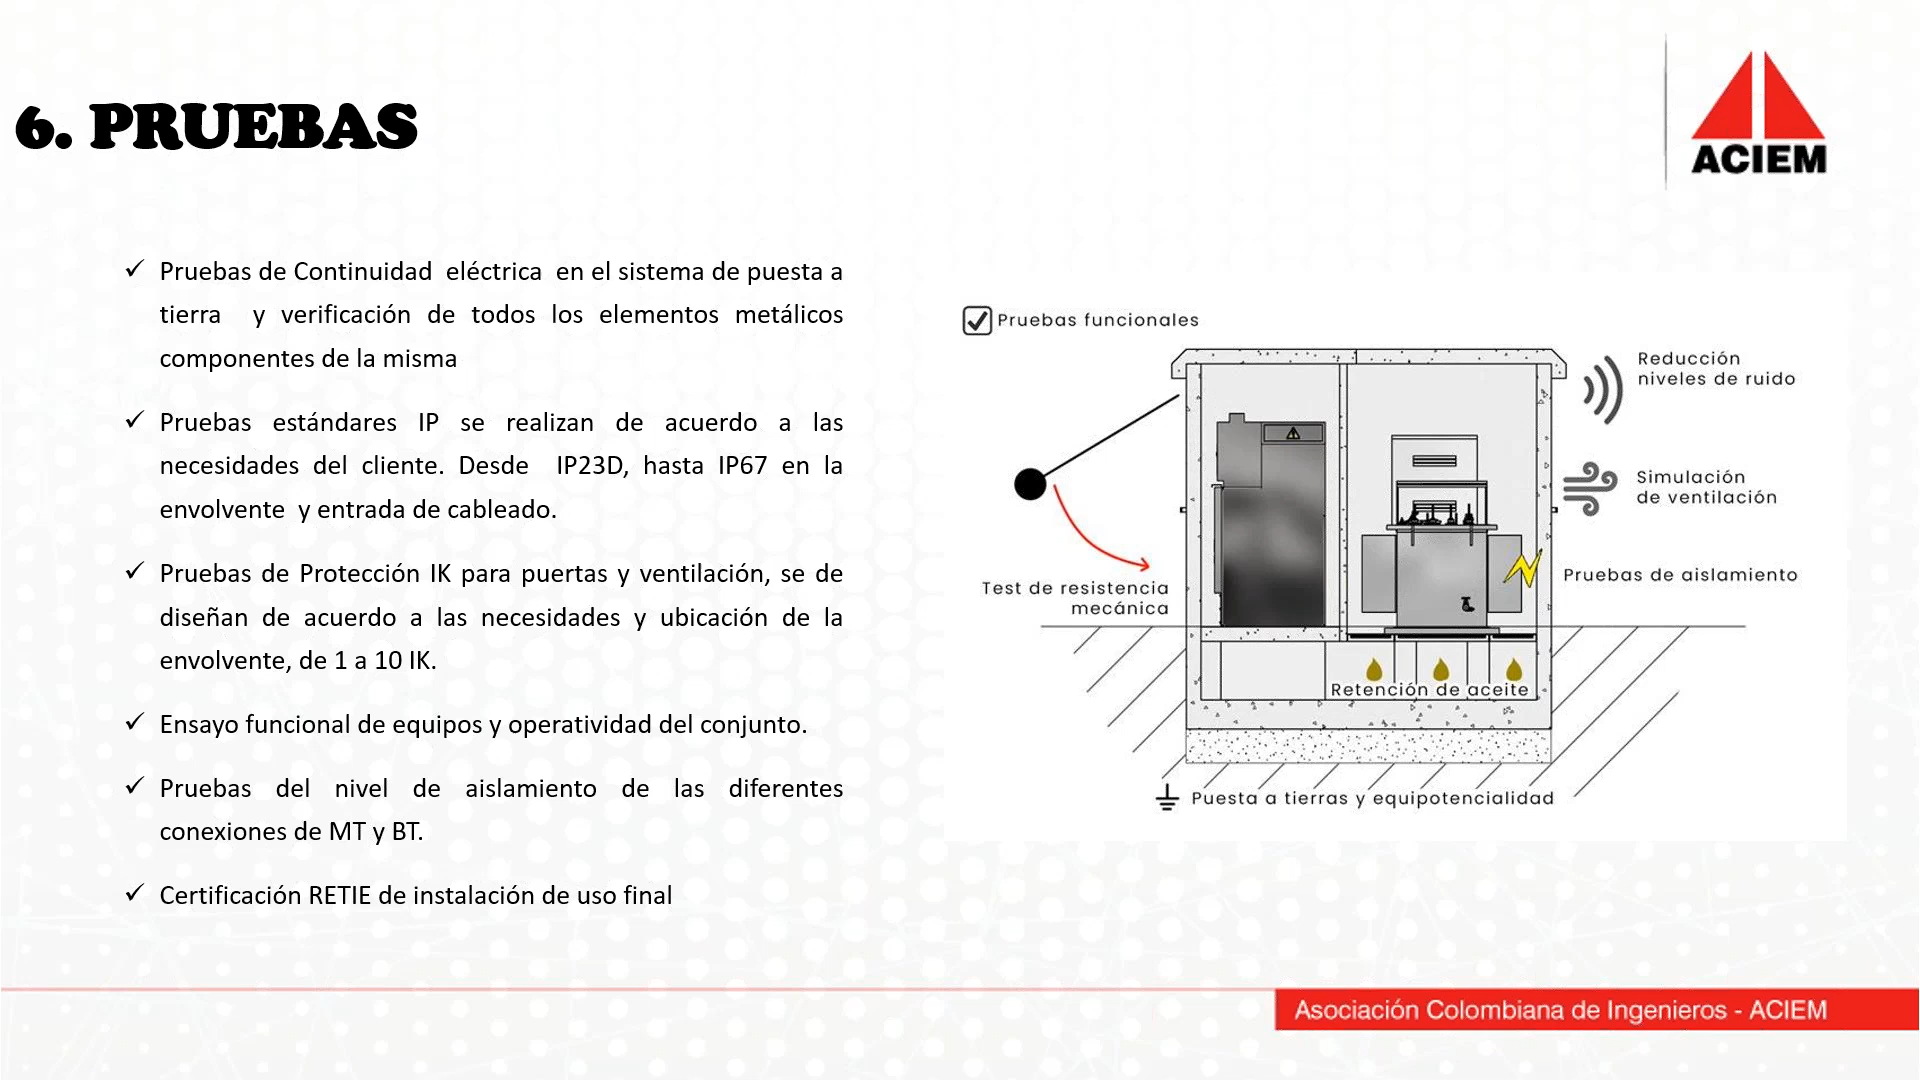 6. PRUEBAS
ACIEM
✓ Pruebas de Continuidad eléctrica en el sistema de puesta a
tierra y verificación de todos los elementos metálicos
componentes de la misma
✓ Pruebas estándares IP se realizan de acuerdo a las
necesidades del cliente. Desde IP23D, hasta IP67 en la
envolvente y entrada de cableado.
✓ Pruebas de Protección IK para puertas y ventilación, se de
diseñan de acuerdo a las necesidades y ubicación de la
envolvente, de 1 a 10 IK.
✓ Ensayo funcional de equipos y operatividad del conjunto.
✓ Pruebas del nivel de aislamiento de las diferentes
conexiones de MT y BT.
✓ Certificación RETIE de instalación de uso final
Pruebas funcionales
Reducción
niveles de ruido
Simulación
de ventilación
Pruebas de aislamiento
Test de resistencia
mecánica
Retención de aceite
Puesta a tierras y equipotencialidad
Asociación Colombiana de Ingenieros - ACIEM